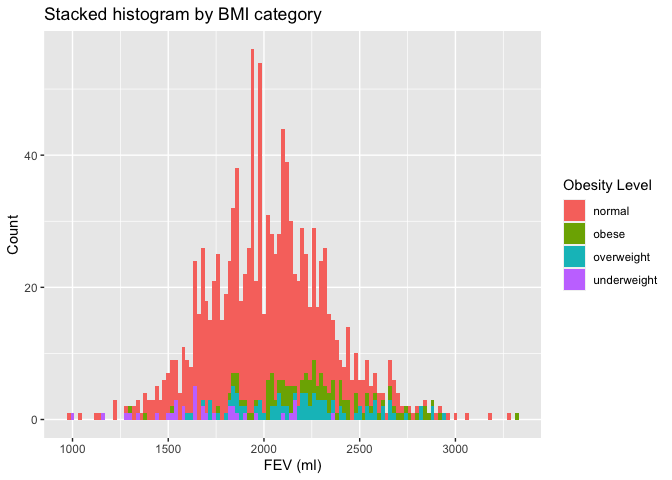 Stacked histogram by BMI category
Count
40
20
0
1000 1500 2000 2500 3000
FEV (ml)
Obesity Level
normal
obese
overweight
underweight